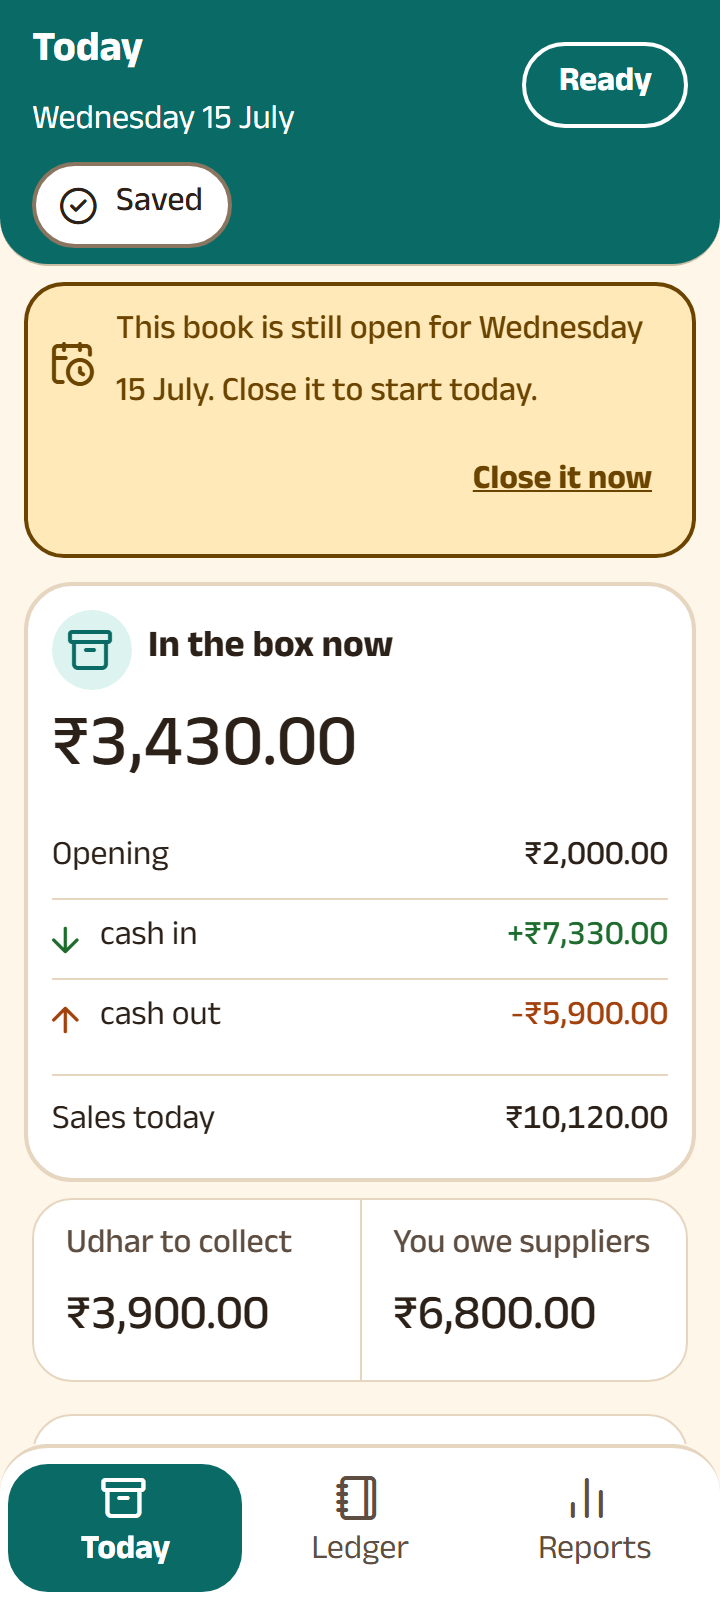 Today
Wednesday 15 July
Ready
Saved
This book is still open for Wednesday
15 July. Close it to start today.
Close it now
In the box now
₹3,430.00
Opening ₹2,000.00
cash in +₹7,330.00
cash out -₹5,900.00
Sales today ₹10,120.00
Udhar to collect
₹3,900.00
You owe suppliers
₹6,800.00
Today
Ledger
Reports